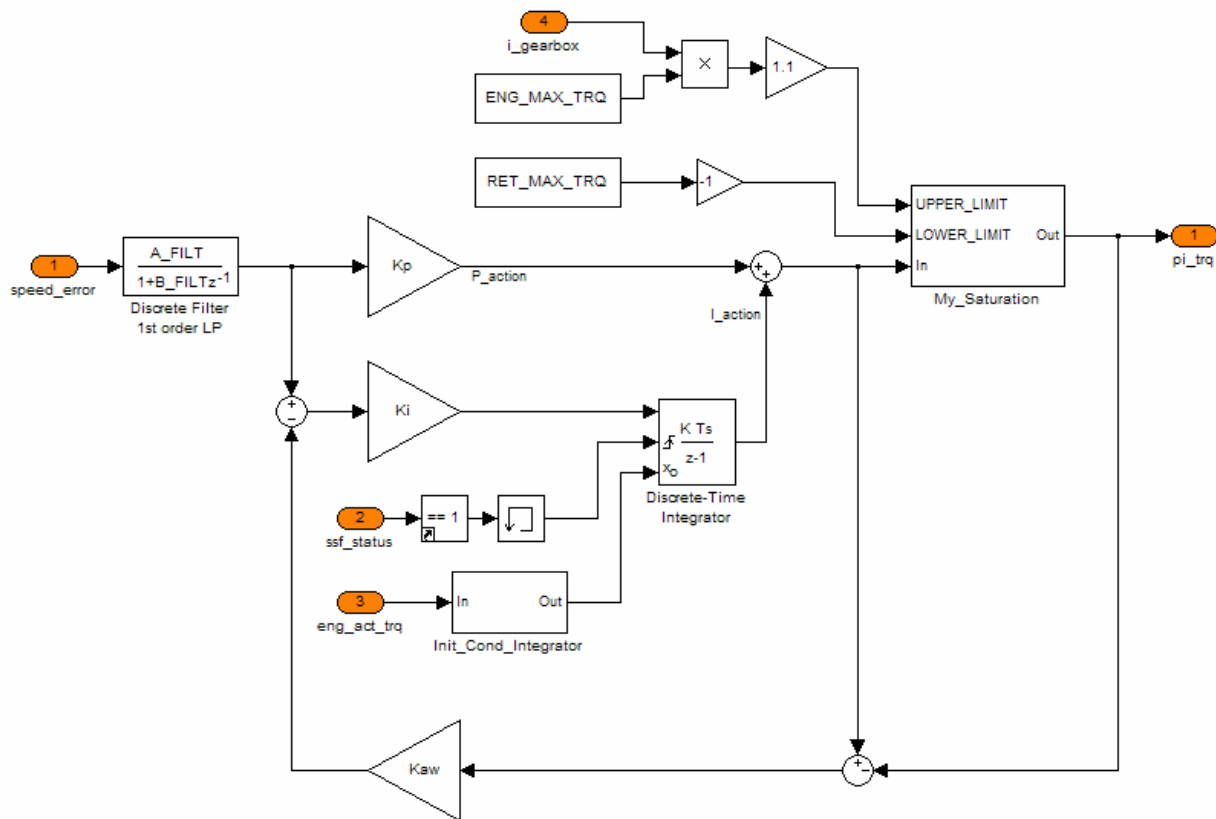 4
i_gearbox
×
1.1
ENG_MAX_TRQ
RET_MAX_TRQ
-1
UPPER_LIMIT
LOWER_LIMIT
Out
In
My_Saturation
1
pi_trq
1
speed_error
A_FILT
1+B_FILTz-1
Discrete Filter
1st order LP
Kp
P_action
+
+
I_action
+
−
Ki
K Ts
z-1
xo
Discrete-Time
Integrator
2
ssf_status
== 1
3
eng_act_trq
In
Out
Init_Cond_Integrator
Kaw
+
−